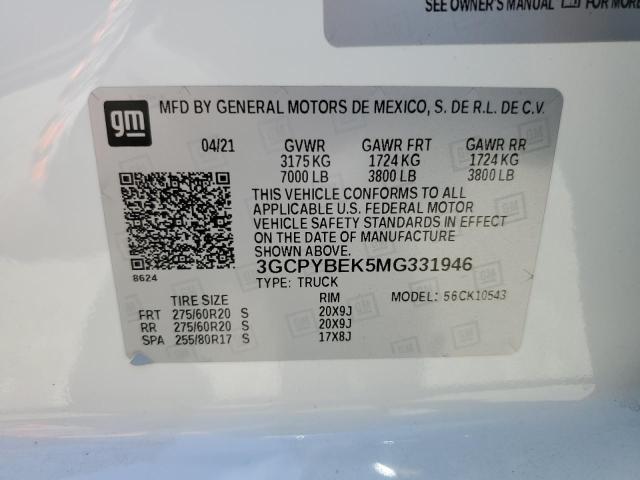 SEE OWNER'S MANUAL FOR MORE
gm
MFD BY GENERAL MOTORS DE MEXICO, S. DE R.L. DE C.V.
04/21 GVWR GAWR FRT GAWR RR
3175 KG 1724 KG 1724 KG
7000 LB 3800 LB 3800 LB
THIS VEHICLE CONFORMS TO ALL
APPLICABLE U.S. FEDERAL MOTOR
VEHICLE SAFETY STANDARDS IN EFFECT
ON THE DATE OF MANUFACTURE
SHOWN ABOVE.
8624
3GCPYBEK5MG331946
TYPE: TRUCK
MODEL: 56CK10543
TIRE SIZE RIM
FRT 275/60R20 S 20X9J
RR 275/60R20 S 20X9J
SPA 255/80R17 S 17X8J